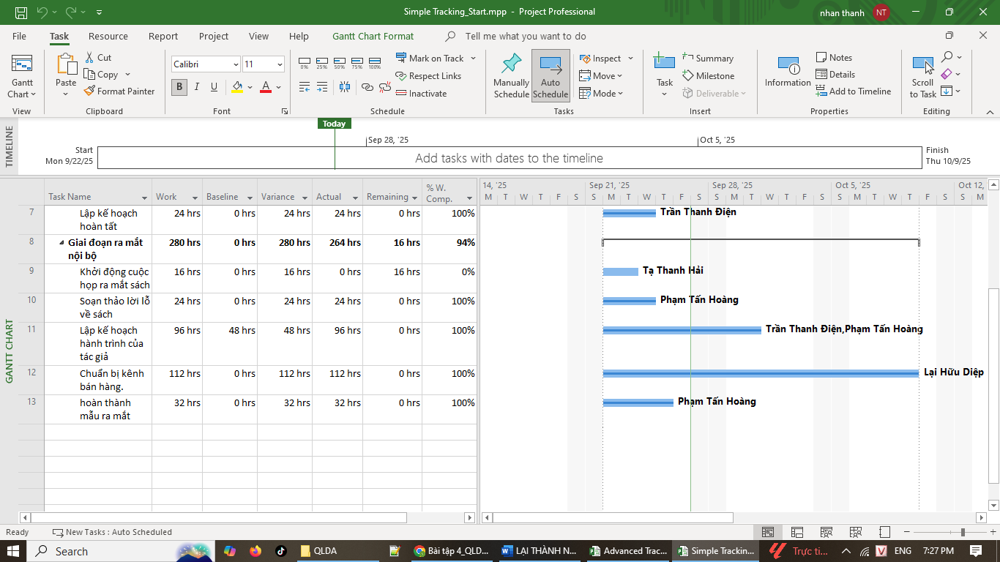 Simple Tracking_Start.mpp - Project Professional
nhan thanh NT
File Task Resource Report Project View Help Gantt Chart Format Tell me what you want to do
Gantt
Chart
View
Paste
Cut
Copy
Format Painter
Clipboard
Calibri 11
B I U A
Font
0% 25% 50% 75% 100%
Mark on Track
Respect Links
Inactivate
Schedule
Manually
Schedule
Auto
Schedule
Inspect
Move
Mode
Tasks
Task
Summary
Milestone
Deliverable
Insert
Information
Notes
Details
Add to Timeline
Properties
Scroll
to Task
Editing
TIMELINE
Today
Sep 28, '25 Oct 5, '25
Start
Mon 9/22/25
Add tasks with dates to the timeline
Finish
Thu 10/9/25
GANTT CHART
Task Name Work Baseline Variance Actual Remaining % W.
Comp.
7 Lập kế hoạch 24 hrs 0 hrs 24 hrs 24 hrs 0 hrs 100%
hoàn tất
8 Giai đoạn ra mắt 280 hrs 0 hrs 280 hrs 264 hrs 16 hrs 94%
nội bộ
9 Khởi động cuộc 16 hrs 0 hrs 16 hrs 0 hrs 16 hrs 0%
họp ra mắt sách
10 Soạn thảo lời lỗ 24 hrs 0 hrs 24 hrs 24 hrs 0 hrs 100%
về sách
11 Lập kế hoạch 96 hrs 48 hrs 48 hrs 96 hrs 0 hrs 100%
hành trình của
tác giả
12 Chuẩn bị kênh 112 hrs 0 hrs 112 hrs 112 hrs 0 hrs 100%
bán hàng.
13 hoàn thành 32 hrs 0 hrs 32 hrs 32 hrs 0 hrs 100%
mẫu ra mắt
14, '25 Sep 21, '25 Sep 28, '25 Oct 5, '25 Oct 12,
M T W T F S S M T W T F S S M T W T F S S M T W T F S S M
Trần Thanh Điện
Tạ Thanh Hải
Phạm Tấn Hoàng
Trần Thanh Điện,Phạm Tấn Hoàng
Lại Hữu Diệp
Phạm Tấn Hoàng
Ready New Tasks : Auto Scheduled
Search QLDA Bài tập 4_QLD... LẠI THÀNH N... Advanced Trac... Simple Trackin... Trực ti... V ENG 7:27 PM